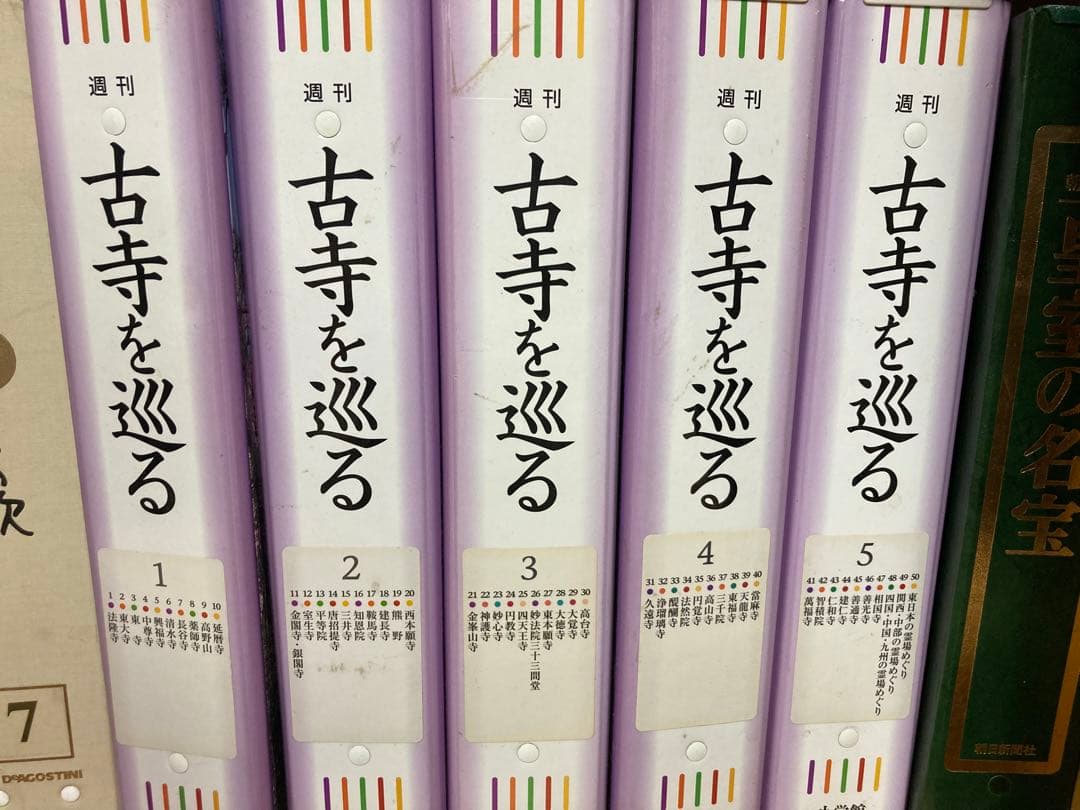 7
DeAGOSTINI
週刊
古寺を巡る
1
1 法隆寺
2 東大寺
3 東寺
4 中尊寺
5 興福寺
6 清水寺
7 長谷寺
8 薬師寺
9 高野山
10 延暦寺
週刊
古寺を巡る
2
11 金閣寺・銀閣寺
12 室生寺
13 平等院
14 唐招提寺
15 三井寺
16 知恩院
17 鞍馬寺
18 建長寺
19 熊野
20 西本願寺
週刊
古寺を巡る
3
21 金峯山寺
22 神護寺
23 妙心寺
24 円教寺
25 四天王寺
26 妙法院三十三間堂
27 東本願寺
28 大徳寺
29 大覚寺
30 高台寺
週刊
古寺を巡る
4
31 久遠寺
32 浄瑠璃寺
33 醍醐寺
34 法然院
35 円覚寺
36 高山寺
37 三千院
38 東福寺
39 天龍寺
40 當麻寺
週刊
古寺を巡る
5
41 萬福寺
42 智積院
43 仁和寺
44 建仁寺
45 善通寺
46 善光寺
47 相国寺
48 四国・中国・九州の霊場めぐり
49 関西・中部の霊場めぐり
50 東日本の霊場めぐり
小学館
皇室の名宝
朝日新聞社